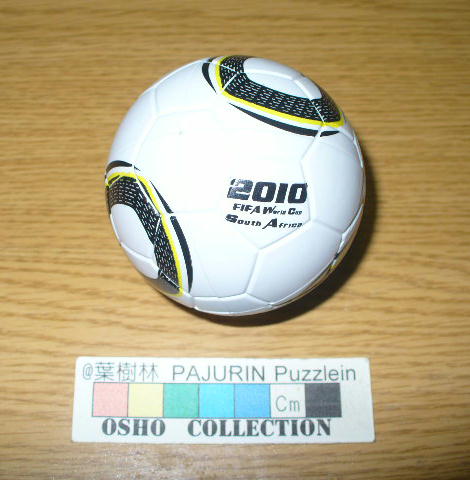 2010
FIFA World Cup
South Africa
@葉樹林 PAJURIN Puzzlein
Cm
OSHO COLLECTION